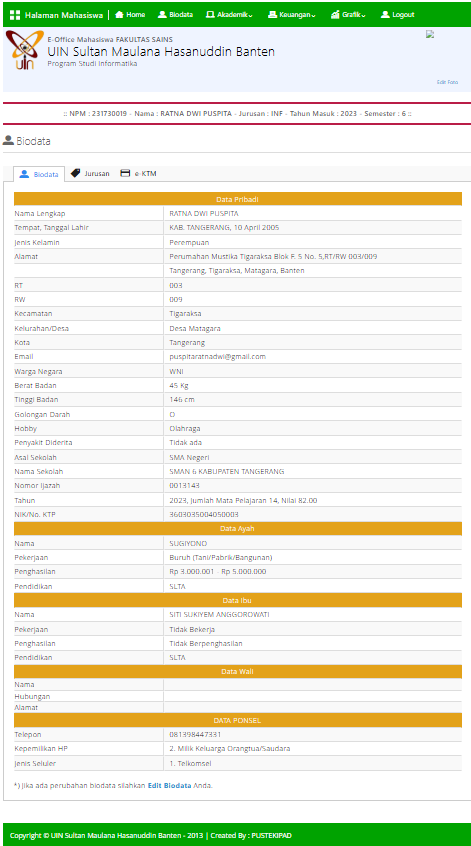 Halaman Mahasiswa | Home Biodata Akademik Keuangan Grafik Logout
E-Office Mahasiswa FAKULTAS SAINS
UIN Sultan Maulana Hasanuddin Banten
Program Studi Informatika
uin
Edit Foto
:: NPM : 231730019 - Nama : RATNA DWI PUSPITA - Jurusan : INF - Tahun Masuk : 2023 - Semester : 6 ::
Biodata
Biodata Jurusan e-KTM
Data Pribadi
Nama Lengkap RATNA DWI PUSPITA
Tempat, Tanggal Lahir KAB. TANGERANG, 10 April 2005
Jenis Kelamin Perempuan
Alamat Perumahan Mustika Tigaraksa Blok F. 5 No. 5,RT/RW 003/009
Tangerang, Tigaraksa, Matagara, Banten
RT 003
RW 009
Kecamatan Tigaraksa
Kelurahan/Desa Desa Matagara
Kota Tangerang
Email puspitaratnadwi@gmail.com
Warga Negara WNI
Berat Badan 45 Kg
Tinggi Badan 146 cm
Golongan Darah O
Hobby Olahraga
Penyakit Diderita Tidak ada
Asal Sekolah SMA Negeri
Nama Sekolah SMAN 6 KABUPATEN TANGERANG
Nomor Ijazah 0013143
Tahun 2023, Jumlah Mata Pelajaran 14, Nilai 82.00
NIK/No. KTP 3603035004050003
Data Ayah
Nama SUGIYONO
Pekerjaan Buruh (Tani/Pabrik/Bangunan)
Penghasilan Rp 3.000.001 - Rp 5.000.000
Pendidikan SLTA
Data Ibu
Nama SITI SUKIYEM ANGGOROWATI
Pekerjaan Tidak Bekerja
Penghasilan Tidak Berpenghasilan
Pendidikan SLTA
Data Wali
Nama
Hubungan
Alamat
DATA PONSEL
Telepon 081398447331
Kepemilikan HP 2. Milik Keluarga Orangtua/Saudara
Jenis Seluler 1. Telkomsel
*) Jika ada perubahan biodata silahkan Edit Biodata Anda.
Copyright © UIN Sultan Maulana Hasanuddin Banten - 2013 | Created By : PUSTEKIPAD